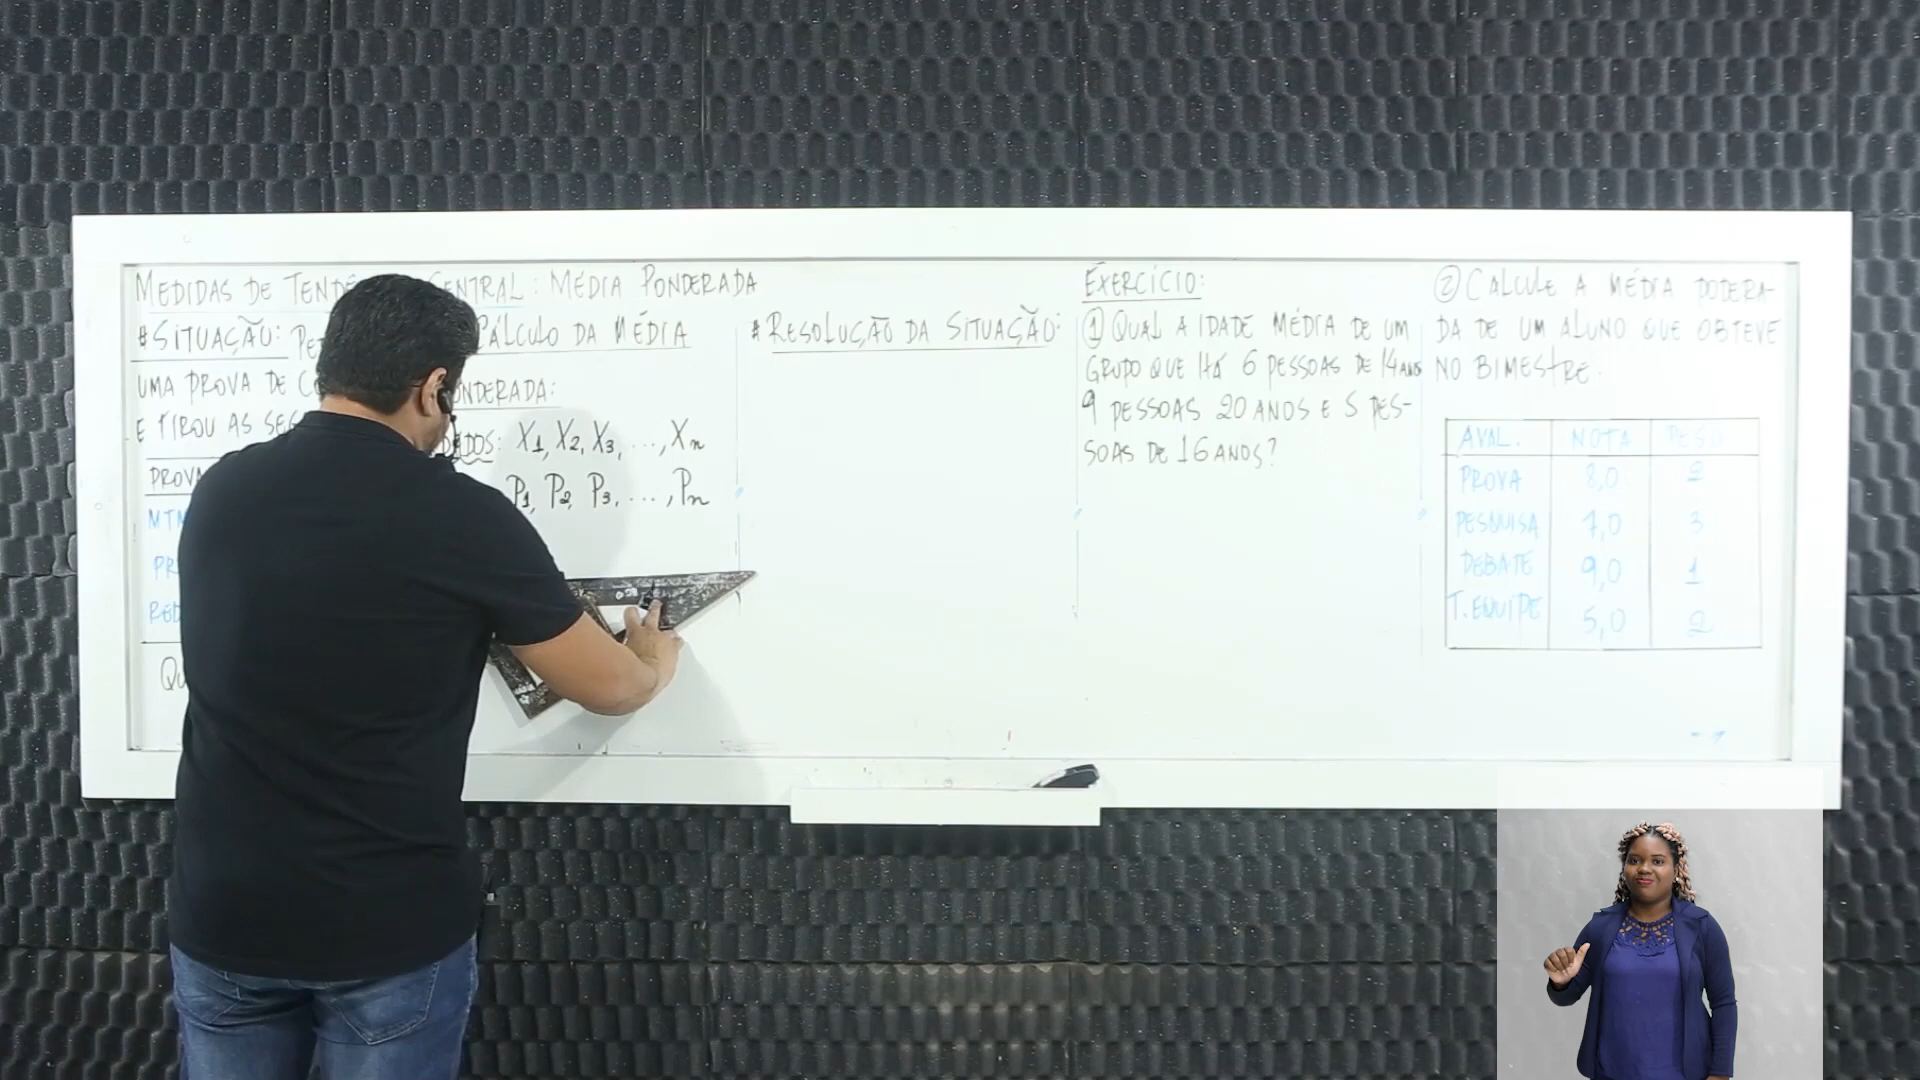 MEDIDAS DE CENTRAL: MÉDIA PONDERADA
#SITUAÇÃO:
UMA PROVA DE
E TIROU AS
PROVA
MTM
CÁLCULO DA MÉDIA
DADOS: X1, X2, X3, ..., Xn
P1, P2, P3, ..., Pn
#RESOLUÇÃO DA SITUAÇÃO:
EXERCÍCIO:
① QUAL A IDADE MÉDIA DE UM
GRUPO QUE HÁ 6 PESSOAS DE 14 ANOS
9 PESSOAS 20 ANOS E 5 PES-
SOAS DE 16 ANOS?
② CALCULE A MÉDIA PODERA-
DA DE UM ALUNO QUE OBTEVE
NO BIMESTRE.
AVAL. NOTA PESO
PROVA 8,0 2
PESQUISA 7,0 3
DEBATE 9,0 1
T.EQUIPE 5,0 2